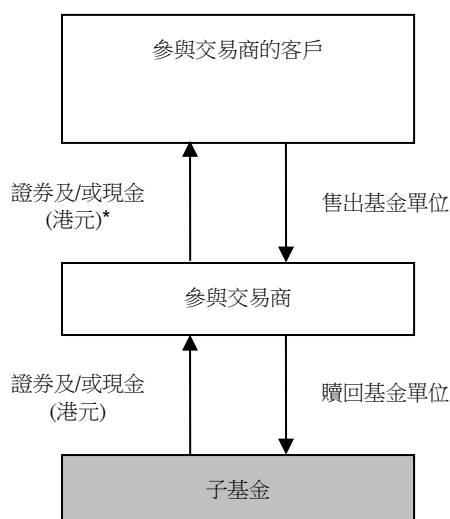 參與交易商的客戶
證券及/或現金
(港元)*
售出基金單位
參與交易商
證券及/或現金
(港元)
贖回基金單位
子基金